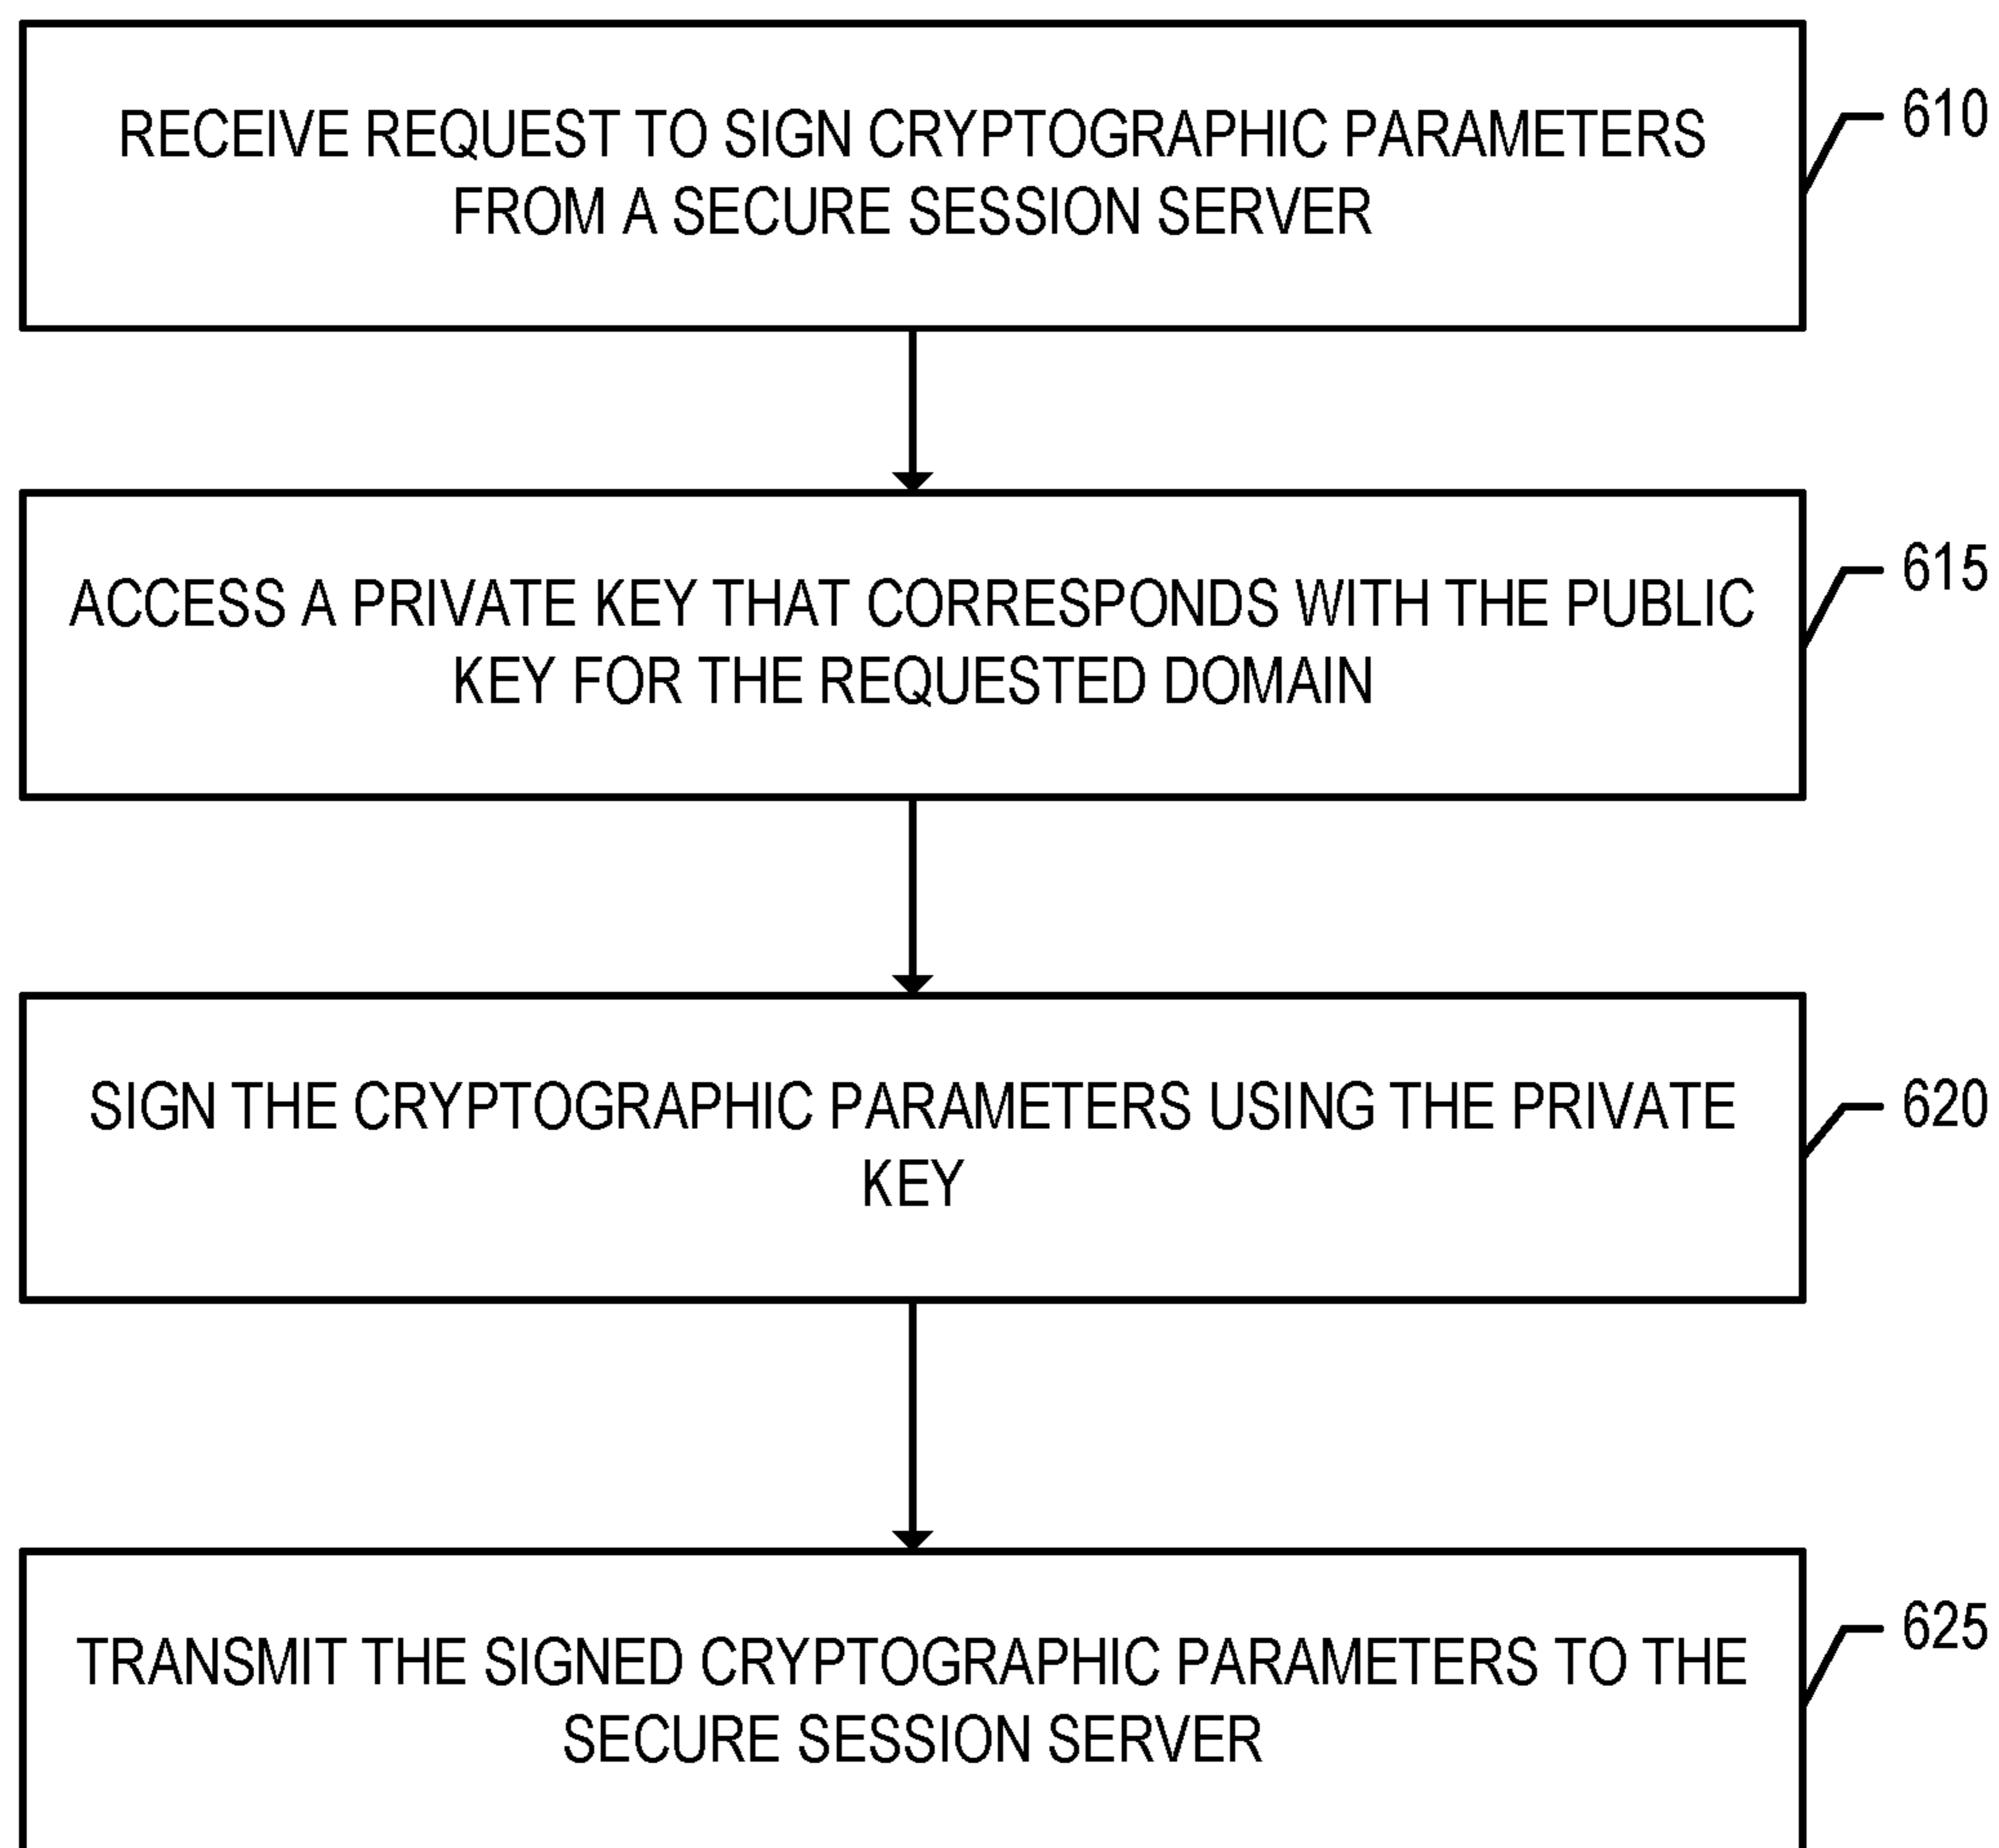 RECEIVE REQUEST TO SIGN CRYPTOGRAPHIC PARAMETERS
FROM A SECURE SESSION SERVER
610
ACCESS A PRIVATE KEY THAT CORRESPONDS WITH THE PUBLIC
KEY FOR THE REQUESTED DOMAIN
615
SIGN THE CRYPTOGRAPHIC PARAMETERS USING THE PRIVATE
KEY
620
TRANSMIT THE SIGNED CRYPTOGRAPHIC PARAMETERS TO THE
SECURE SESSION SERVER
625